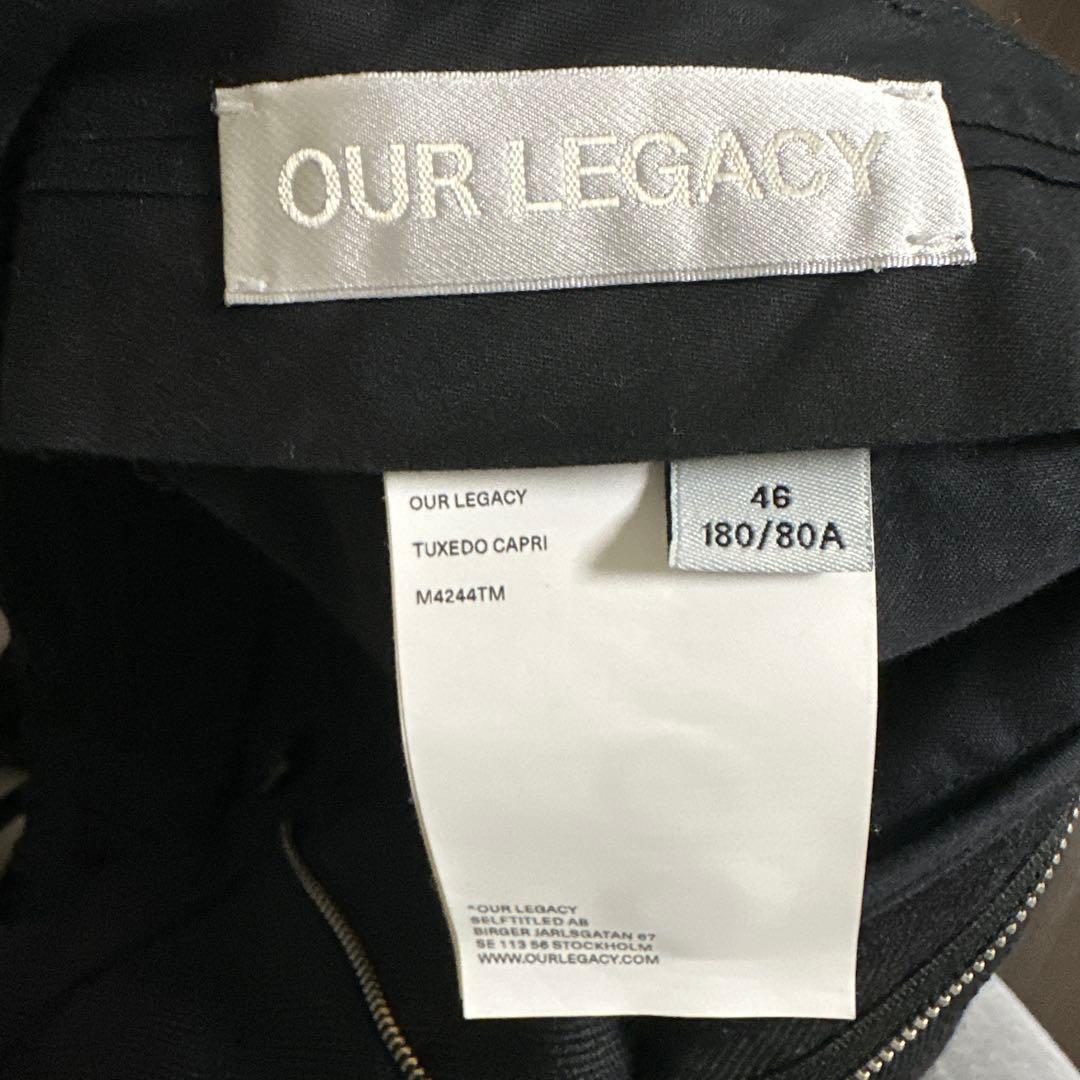 OUR LEGACY
OUR LEGACY
TUXEDO CAPRI
M4244TM
46
180/80A
*OUR LEGACY
SELFTITLED AB
BIRGER JARLSGATAN 67
SE 113 56 STOCKHOLM
WWW.OURLEGACY.COM